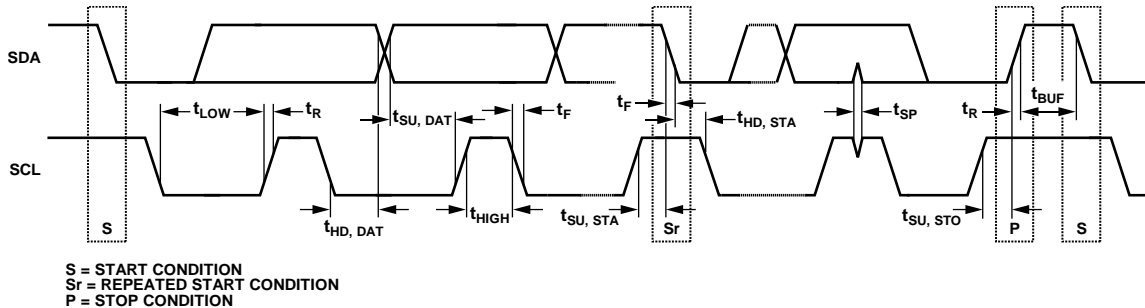 SDA
tLOW
tR
tSU, DAT
tF
tF
tHD, STA
tSP
tR
tBUF
SCL
S
tHD, DAT
tHIGH
tSU, STA
Sr
tSU, STO
P
S
S = START CONDITION
Sr = REPEATED START CONDITION
P = STOP CONDITION